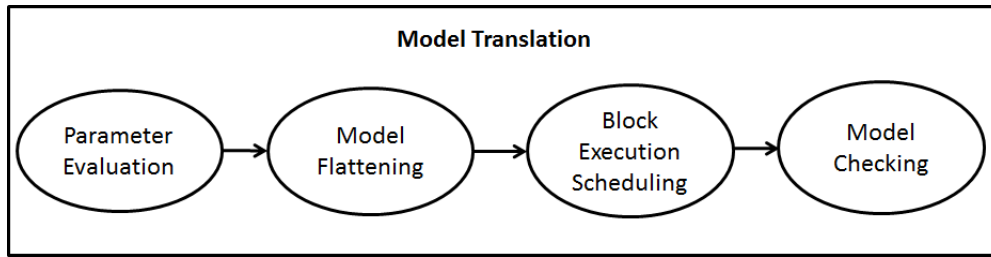 Model Translation
Parameter
Evaluation
Model
Flattening
Block
Execution
Scheduling
Model
Checking